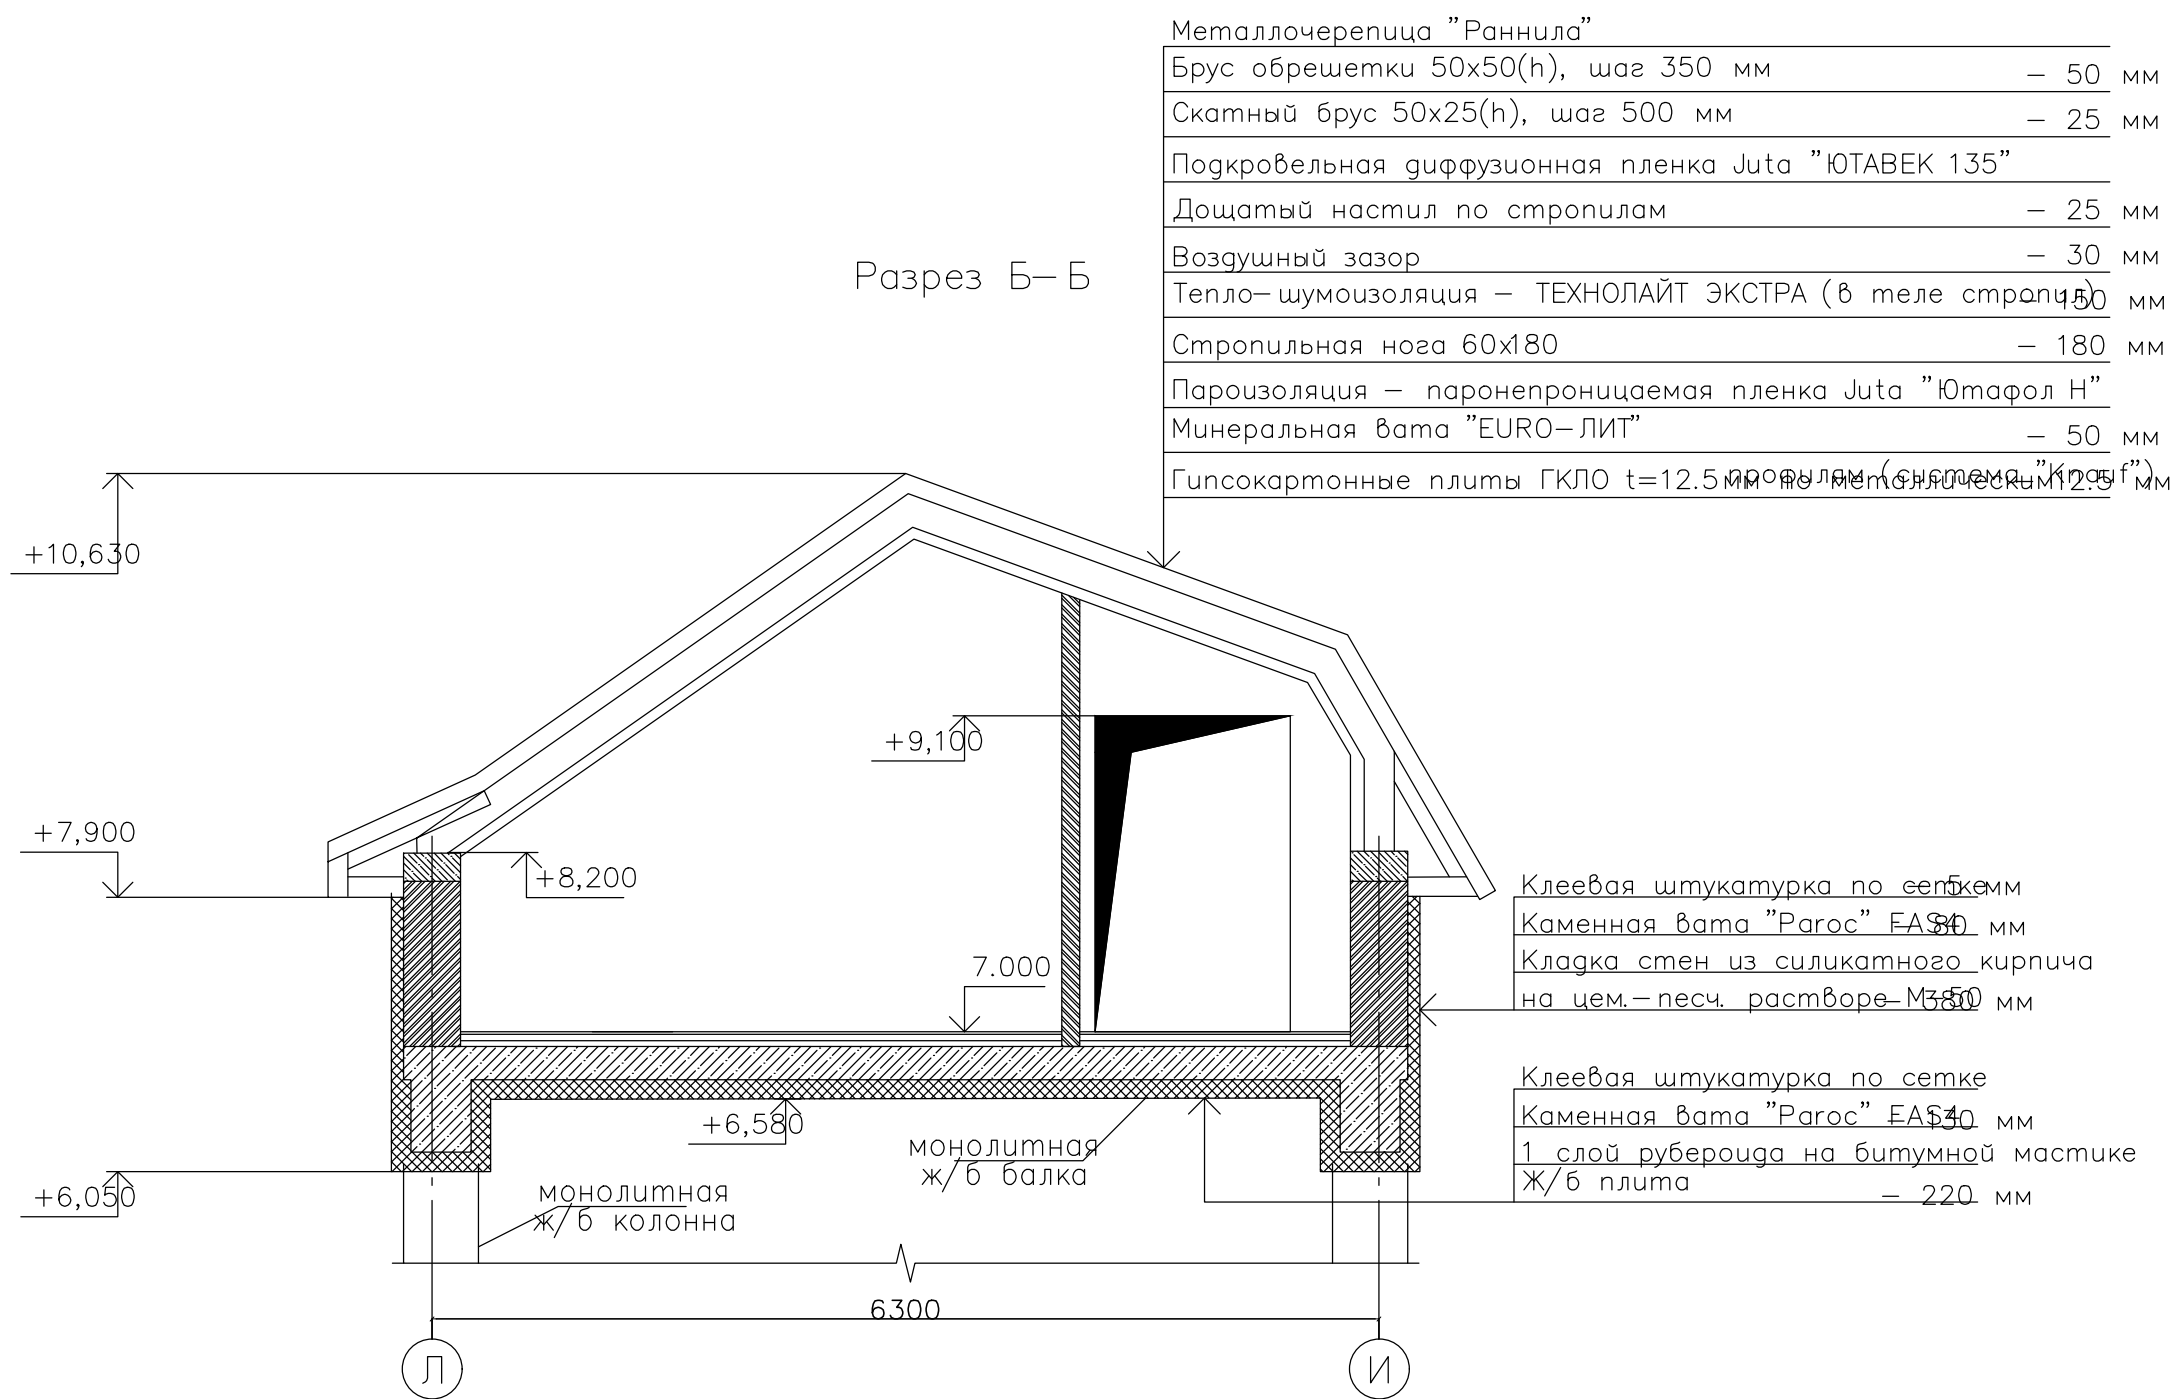 Металлочерепица "Раннила"
Брус обрешетки 50х50(h), шаг 350 мм – 50 мм
Скатный брус 50х25(h), шаг 500 мм – 25 мм
Подкровельная диффузионная пленка Juta "ЮТАВЕК 135"
Дощатый настил по стропилам – 25 мм
Воздушный зазор – 30 мм
Разрез Б–Б
Тепло–шумоизоляция – ТЕХНОЛАЙТ ЭКСТРА (в теле стропил) – 150 мм
Стропильная нога 60х180 – 180 мм
Пароизоляция – паронепроницаемая пленка Juta "Ютафол Н"
Минеральная вата "EURO–ЛИТ" – 50 мм
Гипсокартонные плиты ГКЛО t=12.5мм по металлическим профилям (система "Knauf") 12.5 мм
+10,630
+9,100
+7,900
+8,200
7.000
Клеевая штукатурка по сетке – 5 мм
Каменная вата "Paroc" FAS4 – 80 мм
Кладка стен из силикатного кирпича
на цем.–песч. растворе М–50 – 380 мм
Клеевая штукатурка по сетке
Каменная вата "Paroc" FAS4 – 130 мм
1 слой рубероида на битумной мастике
Ж/б плита – 220 мм
+6,580
монолитная
ж/б балка
+6,050
монолитная
ж/б колонна
6300
Л
И